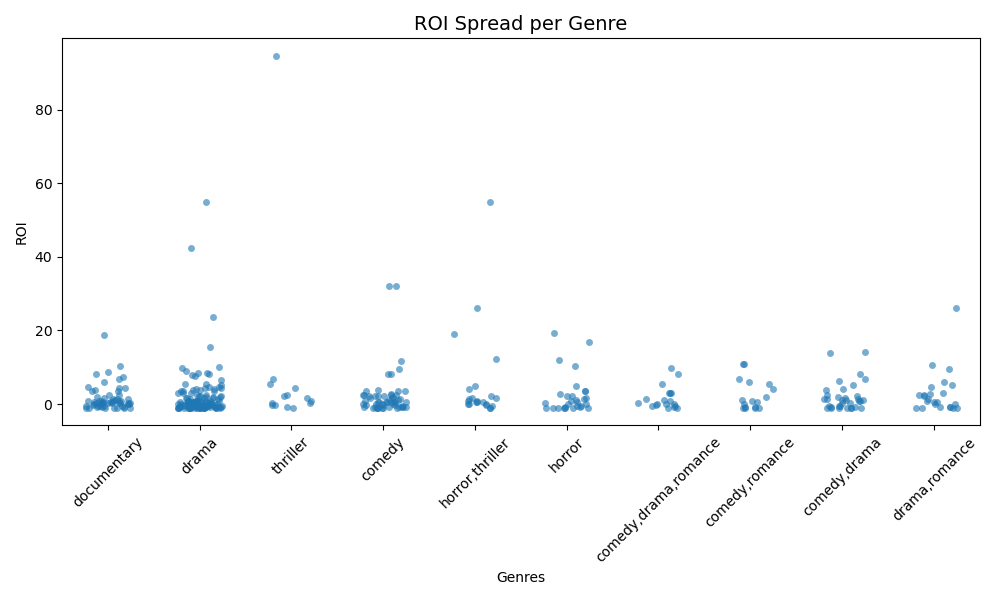 ROI Spread per Genre
80
60
40
20
0
ROI
documentary
drama
thriller
comedy
horror,thriller
horror
comedy,drama,romance
comedy,romance
comedy,drama
drama,romance
Genres